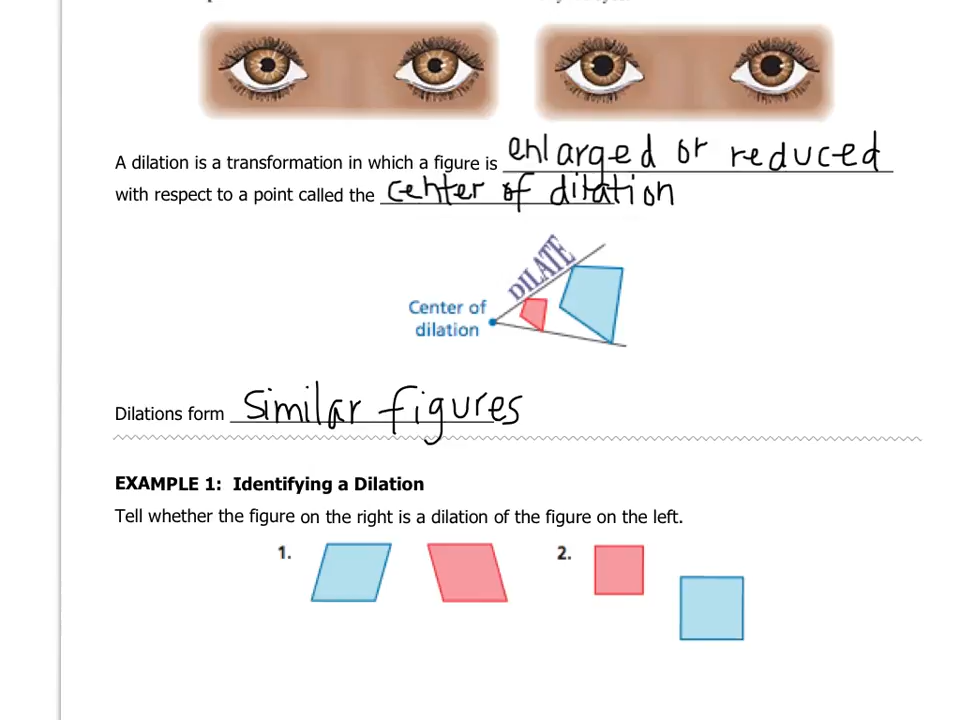 A dilation is a transformation in which a figure is enlarged or reduced
with respect to a point called the center of dilation
DILATE
Center of
dilation
Dilations form similar figures
EXAMPLE 1: Identifying a Dilation
Tell whether the figure on the right is a dilation of the figure on the left.
1. 2.